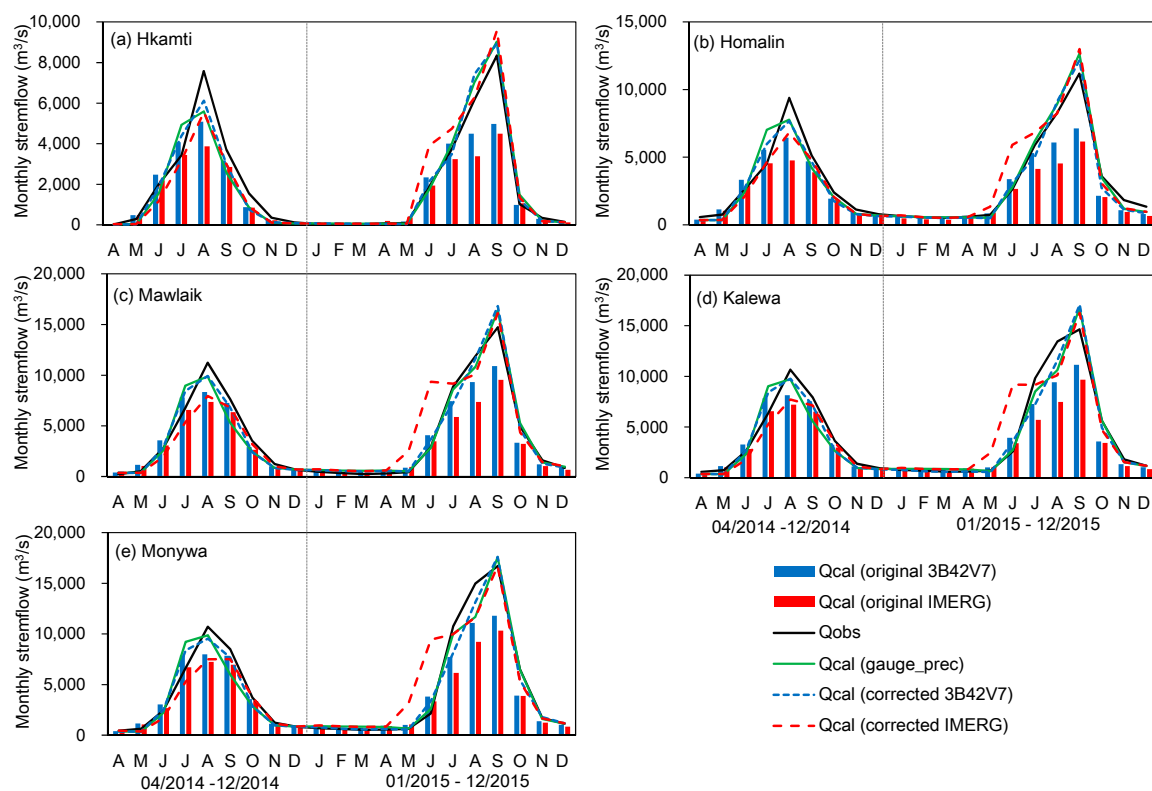 (a) Hkamti
Monthly stremflow (m³/s)
10,000
8,000
6,000
4,000
2,000
0
A M J J A S O N D J F M A M J J A S O N D
(b) Homalin
Monthly streamflow (m³/s)
15,000
10,000
5,000
0
A M J J A S O N D J F M A M J J A S O N D
(c) Mawlaik
Monthly stremflow (m³/s)
20,000
15,000
10,000
5,000
0
A M J J A S O N D J F M A M J J A S O N D
(d) Kalewa
Monthly streamflow (m³/s)
20,000
15,000
10,000
5,000
0
A M J J A S O N D J F M A M J J A S O N D
04/2014 -12/2014
01/2015 - 12/2015
(e) Monywa
Monthly stremflow (m³/s)
20,000
15,000
10,000
5,000
0
A M J J A S O N D J F M A M J J A S O N D
04/2014 -12/2014
01/2015 - 12/2015
Qcal (original 3B42V7)
Qcal (original IMERG)
Qobs
Qcal (gauge_prec)
Qcal (corrected 3B42V7)
Qcal (corrected IMERG)